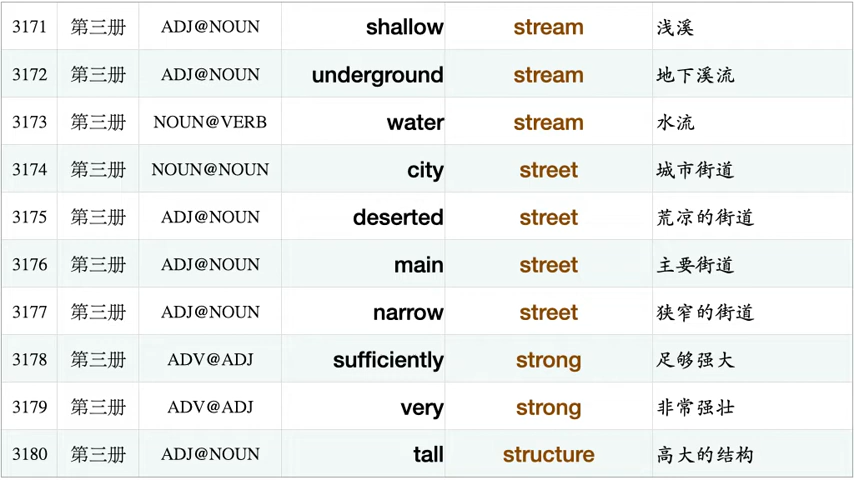 3171 第三册 ADJ@NOUN shallow stream 浅溪
3172 第三册 ADJ@NOUN underground stream 地下溪流
3173 第三册 NOUN@VERB water stream 水流
3174 第三册 NOUN@NOUN city street 城市街道
3175 第三册 ADJ@NOUN deserted street 荒凉的街道
3176 第三册 ADJ@NOUN main street 主要街道
3177 第三册 ADJ@NOUN narrow street 狭窄的街道
3178 第三册 ADV@ADJ sufficiently strong 足够强大
3179 第三册 ADV@ADJ very strong 非常强壮
3180 第三册 ADJ@NOUN tall structure 高大的结构